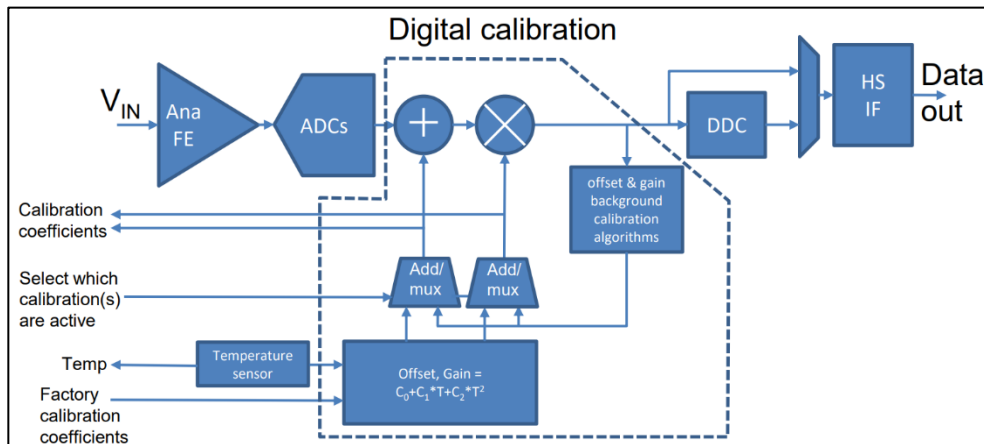 Digital calibration
V_IN
Ana
FE
ADCs
+
×
DDC
HS
IF
Data
out
offset & gain
background
calibration
algorithms
Calibration
coefficients
Add/
mux
Add/
mux
Select which
calibration(s)
are active
Temp
Temperature
sensor
Offset, Gain =
C₀+C₁*T+C₂*T²
Factory
calibration
coefficients